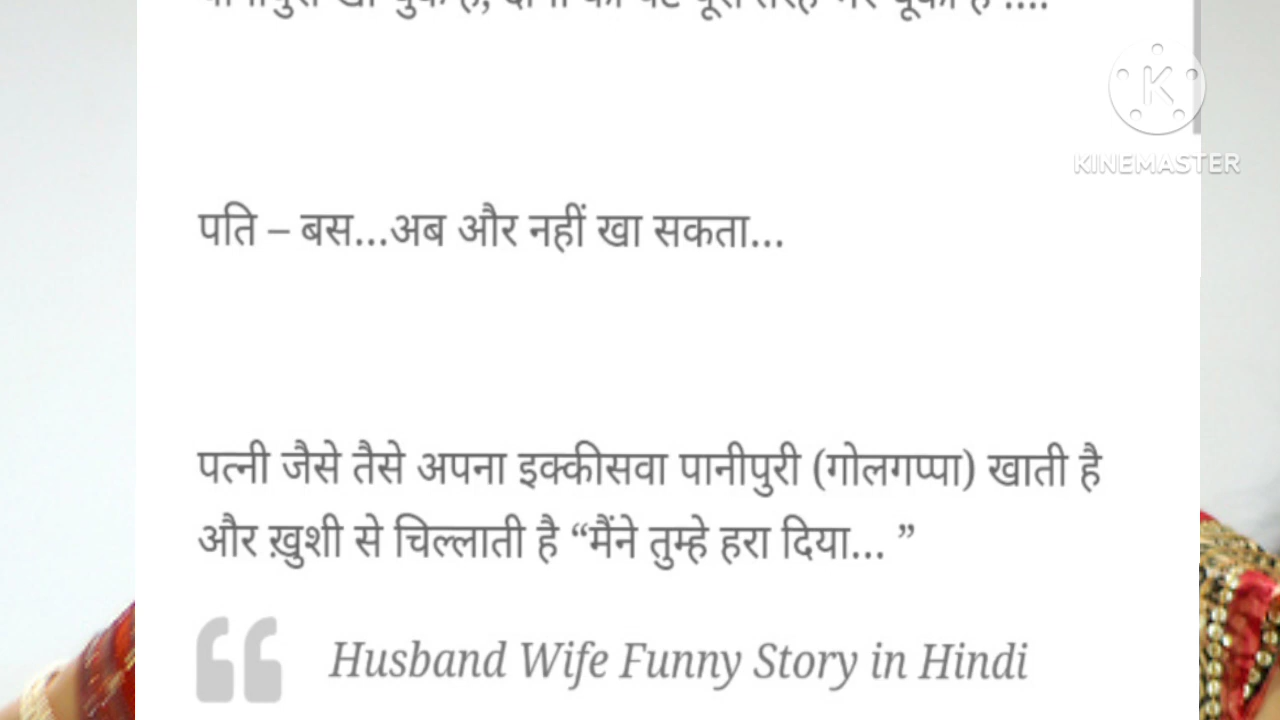 KINEMASTER
पति – बस...अब और नहीं खा सकता...
पत्नी जैसे तैसे अपना इक्कीसवा पानीपुरी (गोलगप्पा) खाती है
और ख़ुशी से चिल्लाती है “मैंने तुम्हे हरा दिया... ”
Husband Wife Funny Story in Hindi